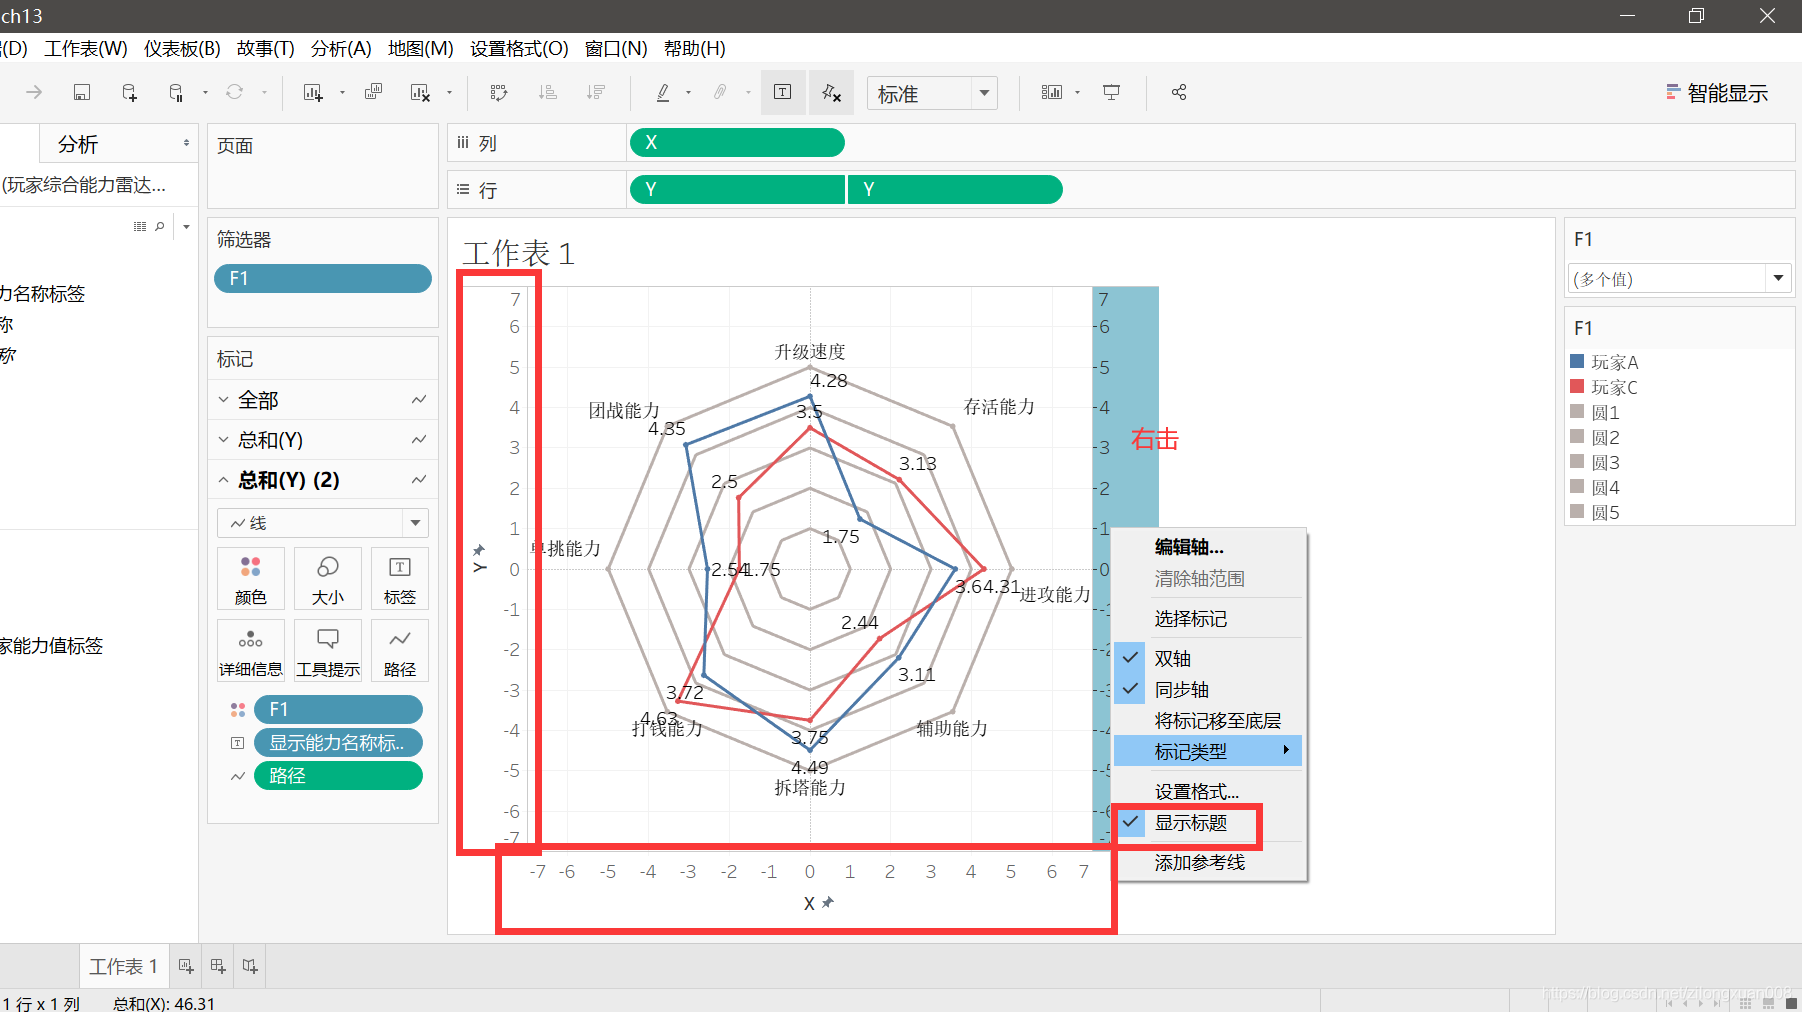 ch13
(D) 工作表(W) 仪表板(B) 故事(T) 分析(A) 地图(M) 设置格式(O) 窗口(N) 帮助(H)
标准
智能显示
分析
(玩家综合能力雷达...
力名称标签
称
称
家能力值标签
页面
筛选器
F1
标记
全部
总和(Y)
总和(Y) (2)
线
颜色 大小 标签
详细信息 工具提示 路径
F1
显示能力名称标..
路径
列 X
行 Y Y
工作表 1
7
6
5
4
3
2
1
0
-1
-2
-3
-4
-5
-6
-7
Y
升级速度
4.28
3.5
团战能力
4.35
存活能力
3.13
2.5
1.75
单挑能力
2.54
1.75
3.6
4.31
进攻能力
2.44
3.11
3.72
4.63
打钱能力
辅助能力
3.75
4.49
拆塔能力
7
6
5
4
3
2
1
0
右击
-7 -6 -5 -4 -3 -2 -1 0 1 2 3 4 5 6 7
X
编辑轴...
清除轴范围
选择标记
双轴
同步轴
将标记移至底层
标记类型
设置格式...
显示标题
添加参考线
F1
(多个值)
F1
玩家A
玩家C
圆1
圆2
圆3
圆4
圆5
工作表 1
1 行 x 1 列 总和(X): 46.31
https://blog.csdn.net/zilongxuan008